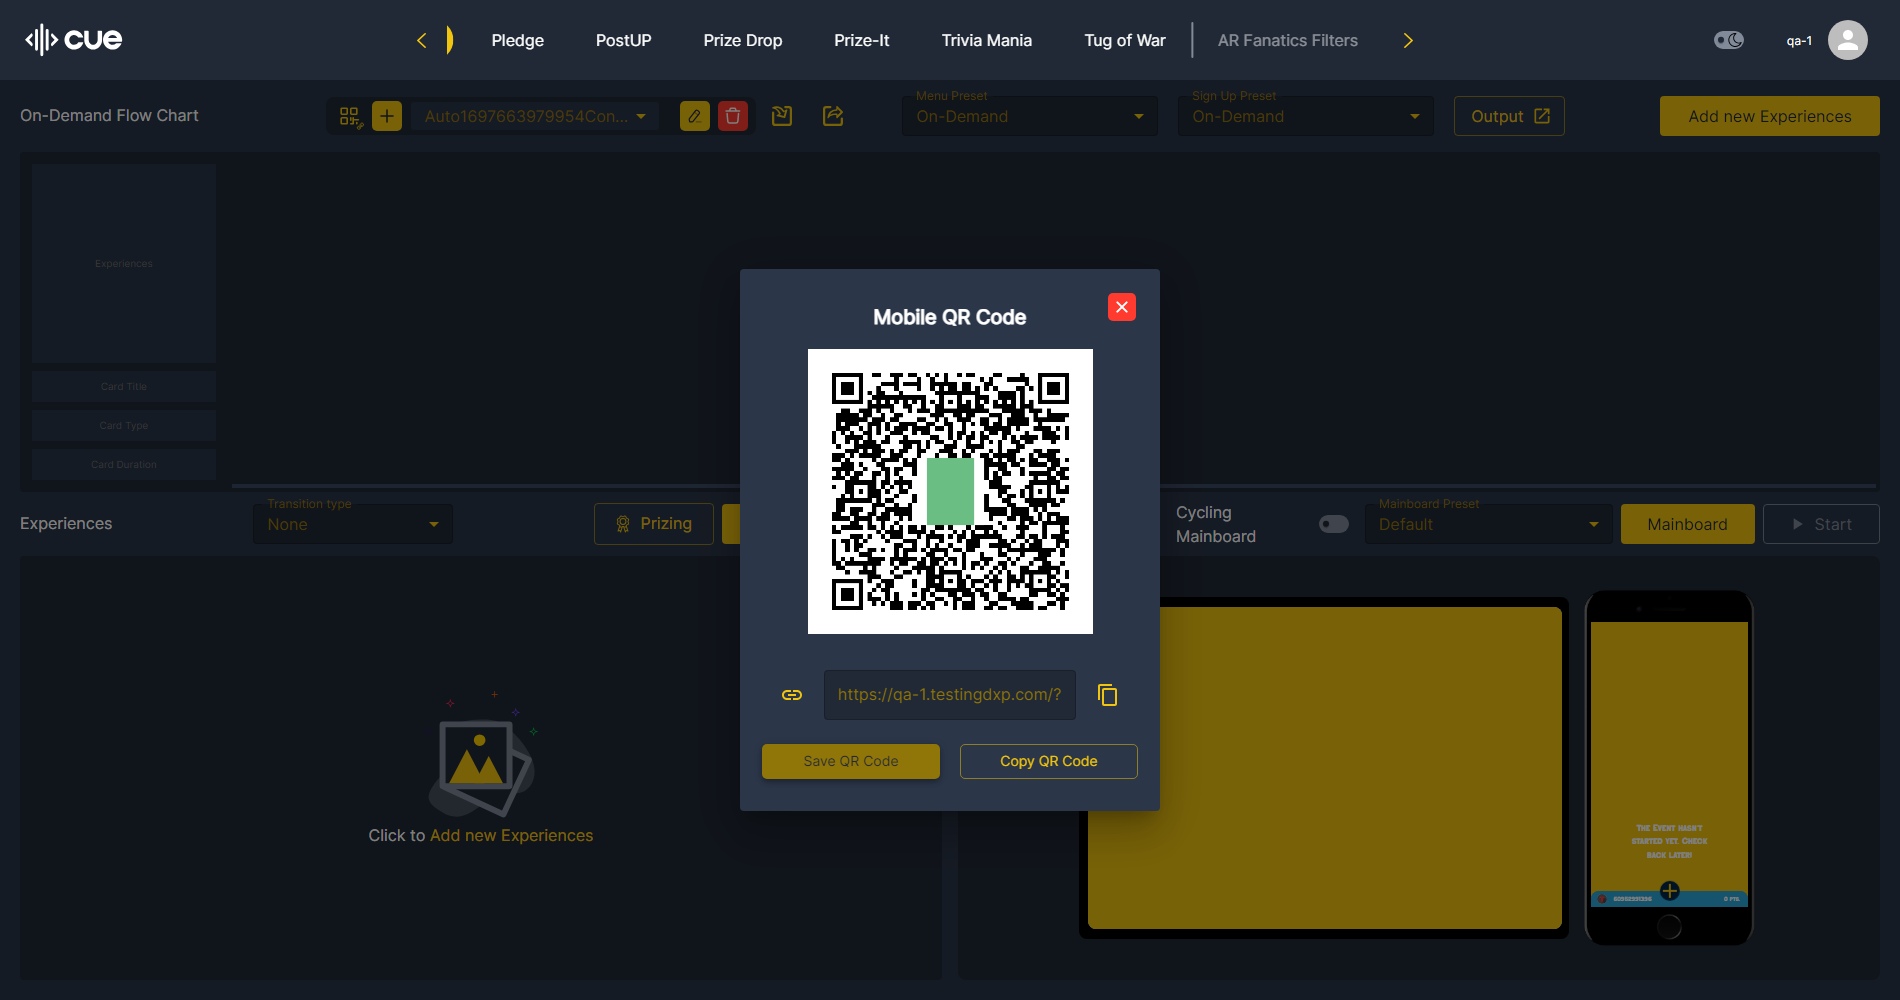 cue
Pledge
PostUP
Prize Drop
Prize-It
Trivia Mania
Tug of War
AR Fanatics Filters
qa-1
On-Demand Flow Chart
Auto1697663979954Con...
Menu Preset
On-Demand
Sign Up Preset
On-Demand
Output
Add new Experiences
Experiences
Card Title
Card Type
Card Duration
Mobile QR Code
https://qa-1.testingdxp.com/?
Save QR Code
Copy QR Code
Experiences
Transition type
None
Prizing
Cycling
Mainboard
Mainboard Preset
Default
Mainboard
Start
Click to Add new Experiences
The Event hasn't
started yet. Check
back later!
0 PTS.